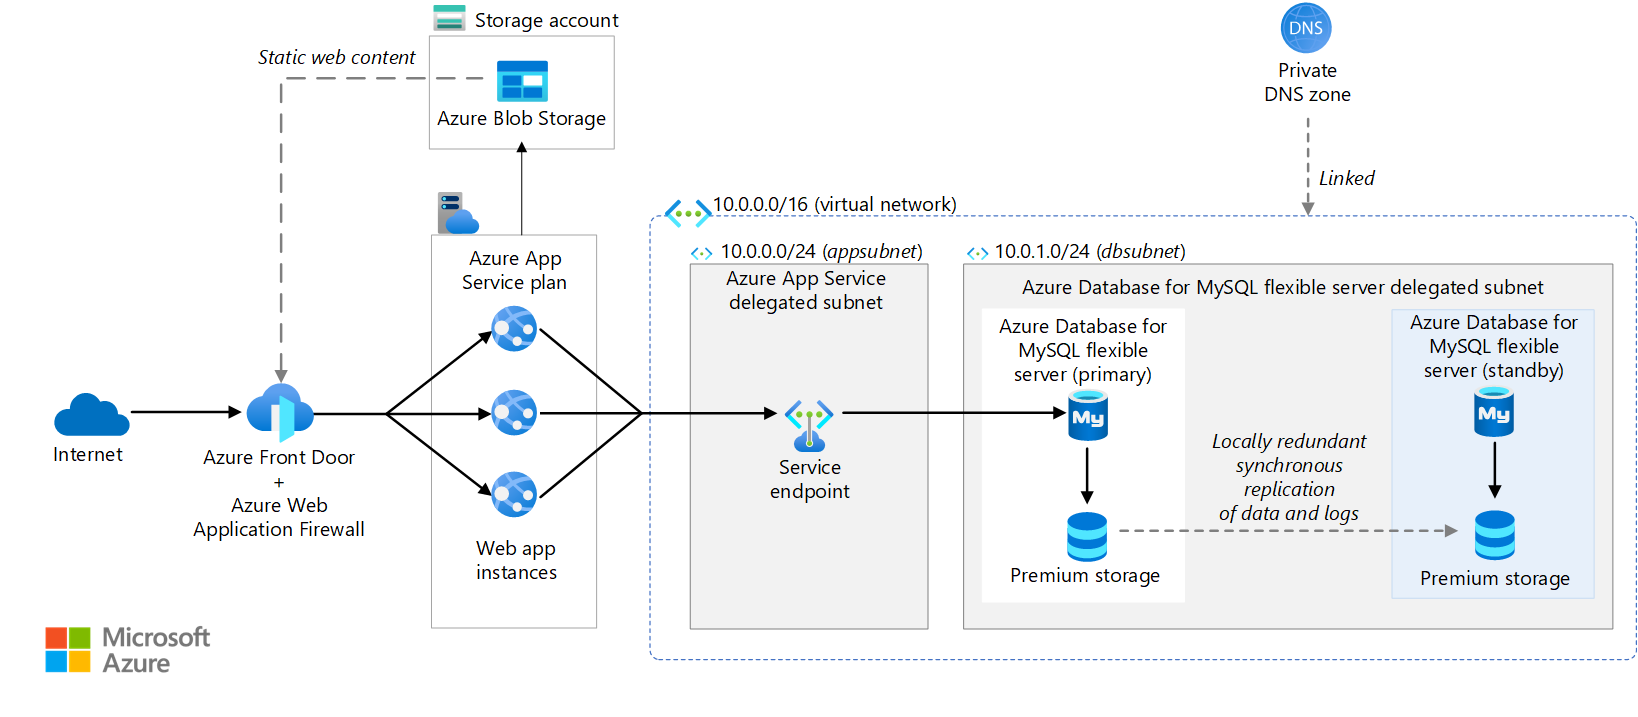 Storage account
Static web content
Azure Blob Storage
DNS
Private
DNS zone
Linked
10.0.0.0/16 (virtual network)
10.0.0.0/24 (appsubnet)
10.0.1.0/24 (dbsubnet)
Azure App
Service plan
Azure App Service
delegated subnet
Azure Database for MySQL flexible server delegated subnet
Azure Database for
MySQL flexible
server (primary)
My
Azure Database for
MySQL flexible
server (standby)
My
Internet
Azure Front Door
+
Azure Web
Application Firewall
Web app
instances
Service
endpoint
Locally redundant
synchronous
replication
of data and logs
Premium storage
Premium storage
Microsoft
Azure